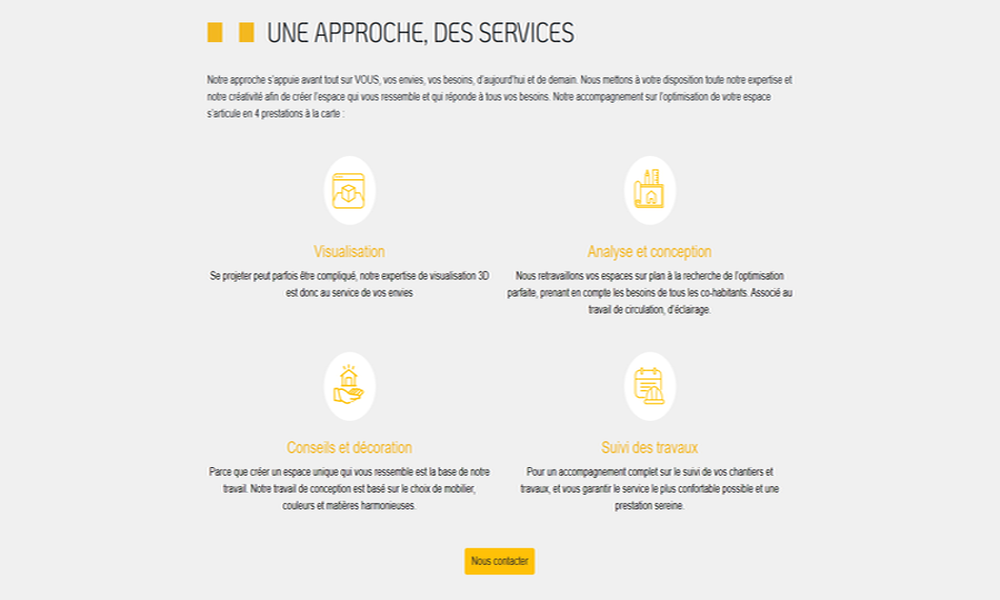 UNE APPROCHE, DES SERVICES
Notre approche s'appuie avant tout sur VOUS, vos envies, vos besoins, d'aujourd'hui et de demain. Nous mettons à votre disposition toute notre expertise et
notre créativité afin de créer l'espace qui vous ressemble et qui réponde à tous vos besoins. Notre accompagnement sur l'optimisation de votre espace
s'articule en 4 prestations à la carte :
Visualisation
Se projeter peut parfois être compliqué, notre expertise de visualisation 3D
est donc au service de vos envies
Analyse et conception
Nous retravaillons vos espaces sur plan à la recherche de l'optimisation
parfaite, prenant en compte les besoins de tous les co-habitants. Associé au
travail de circulation, d'éclairage.
Conseils et décoration
Parce que créer un espace unique qui vous ressemble est la base de notre
travail. Notre travail de conception est basé sur le choix de mobilier,
couleurs et matières harmonieuses.
Suivi des travaux
Pour un accompagnement complet sur le suivi de vos chantiers et
travaux, et vous garantir le service le plus confortable possible et une
prestation sereine.
Nous contacter